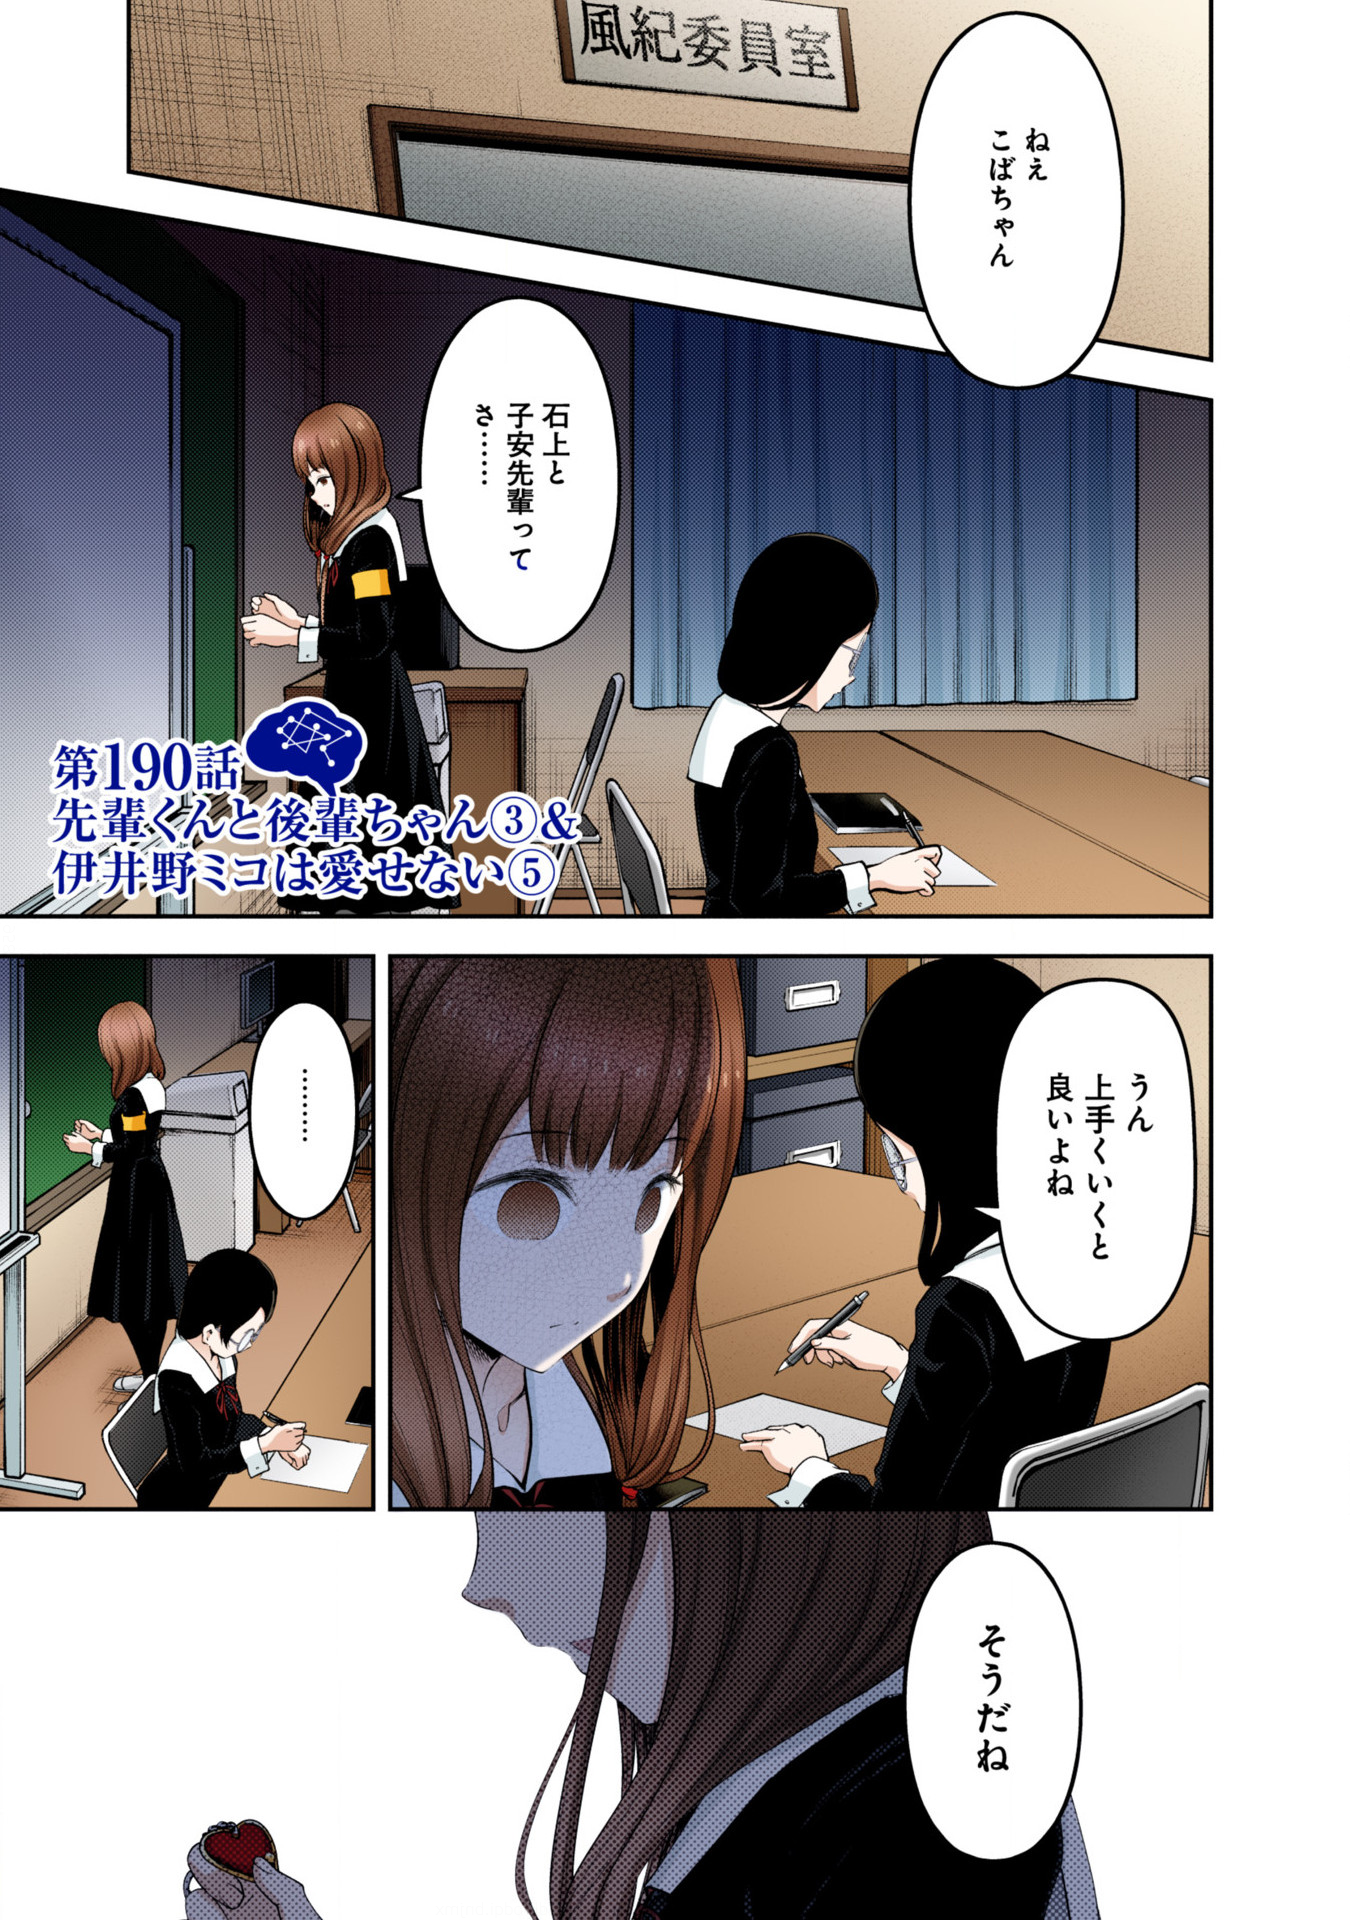 風紀委員室
ねえ
こばちゃん
石上と
子安先輩って
さ……
第190話
先輩くんと後輩ちゃん③&
伊井野ミコは愛せない⑤
うん
上手くいくと
良いよね
………
そうだね